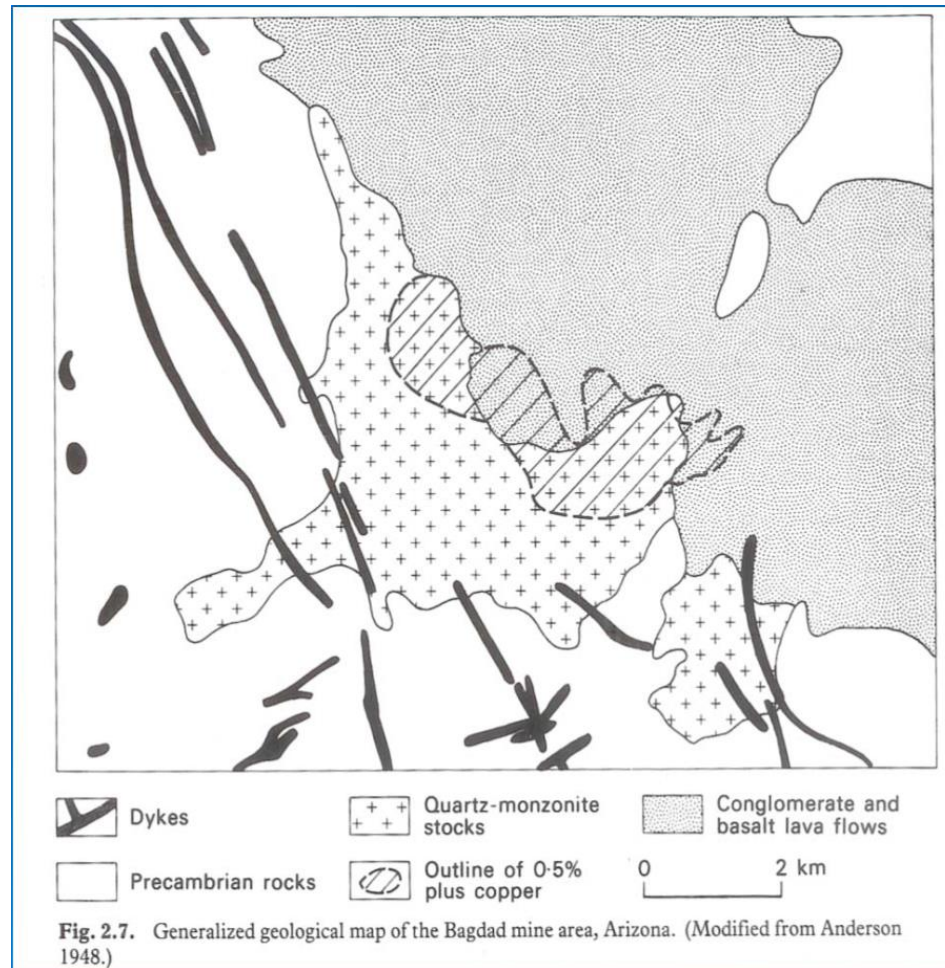 Dykes
Quartz-monzonite
stocks
Conglomerate and
basalt lava flows
Precambrian rocks
Outline of 0·5%
plus copper
0 2 km
Fig. 2.7. Generalized geological map of the Bagdad mine area, Arizona. (Modified from Anderson
1948.)